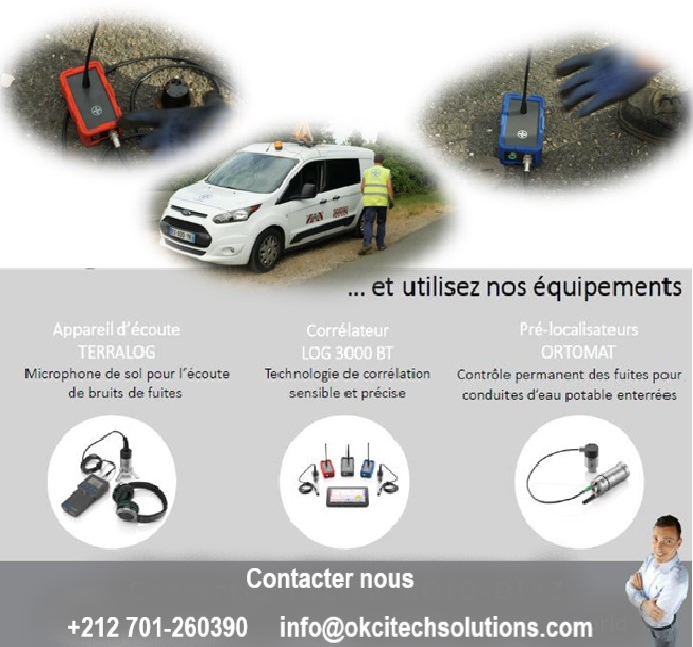 ... et utilisez nos équipements
Appareil d'écoute
TERRALOG
Microphone de sol pour l'écoute
de bruits de fuites
Corrélateur
LOG 3000 BT
Technologie de corrélation
sensible et précise
Pré-localisateurs
ORTOMAT
Contrôle permanent des fuites pour
conduites d'eau potable enterrées
Contacter nous
+212 701-260390 info@okcitechsolutions.com